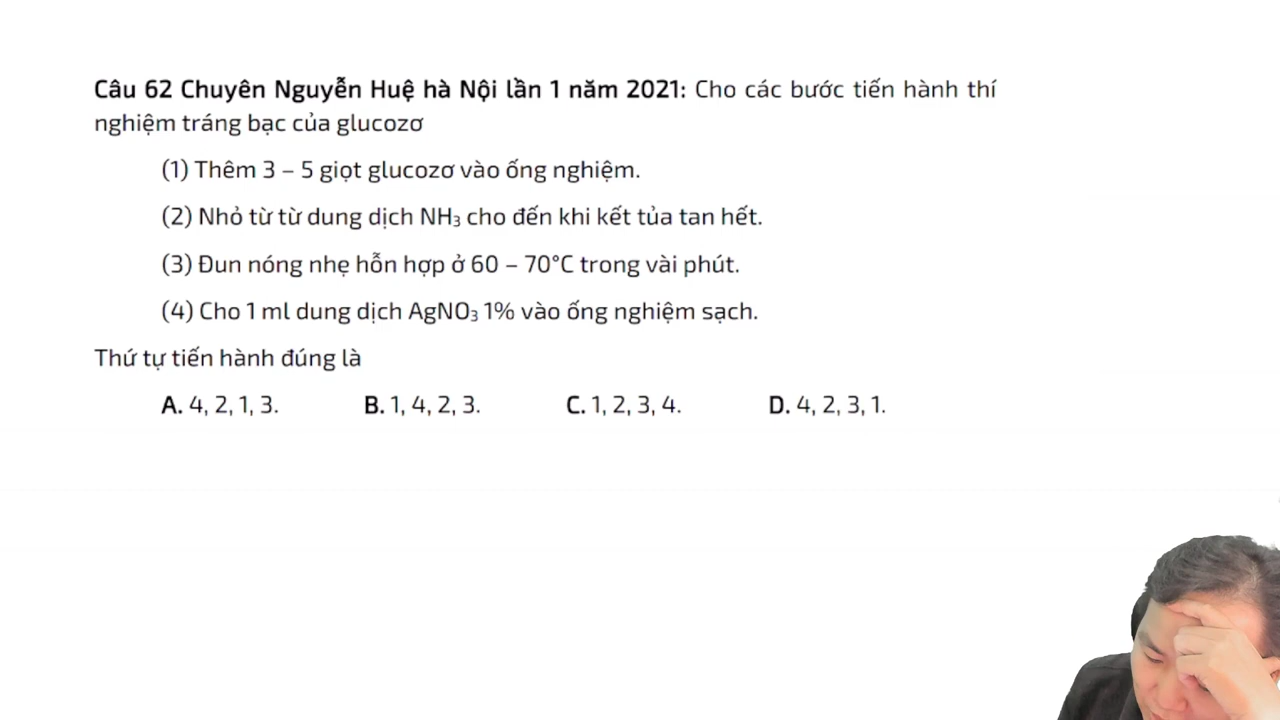 Câu 62 Chuyên Nguyễn Huệ hà Nội lần 1 năm 2021: Cho các bước tiến hành thí
nghiệm tráng bạc của glucozơ
(1) Thêm 3 – 5 giọt glucozơ vào ống nghiệm.
(2) Nhỏ từ từ dung dịch NH₃ cho đến khi kết tủa tan hết.
(3) Đun nóng nhẹ hỗn hợp ở 60 – 70°C trong vài phút.
(4) Cho 1 ml dung dịch AgNO₃ 1% vào ống nghiệm sạch.
Thứ tự tiến hành đúng là
A. 4, 2, 1, 3. B. 1, 4, 2, 3. C. 1, 2, 3, 4. D. 4, 2, 3, 1.